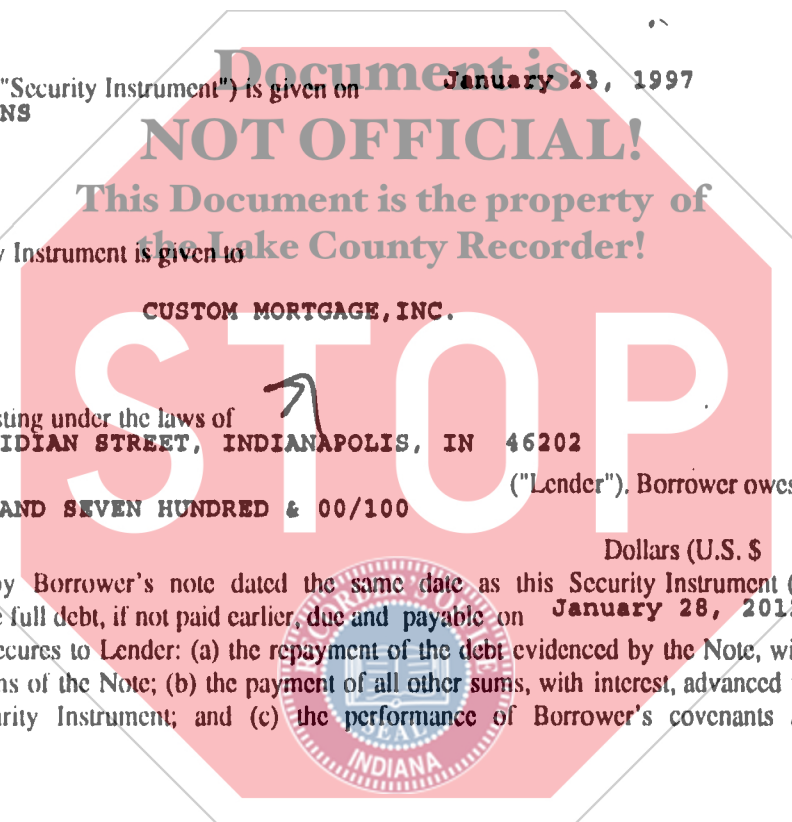 Document is
"Security Instrument") is given on January 23, 1997
NS
NOT OFFICIAL!
This Document is the property of
the Lake County Recorder!
Instrument is given to
CUSTOM MORTGAGE,INC.
STOP
sting under the laws of
IDIAN STREET, INDIANAPOLIS, IN 46202
("Lender"). Borrower owes
AND SEVEN HUNDRED & 00/100
Dollars (U.S. $
by Borrower's note dated the same date as this Security Instrument (
e full debt, if not paid earlier, due and payable on January 28, 201
ecures to Lender: (a) the repayment of the debt evidenced by the Note, wi
ns of the Note; (b) the payment of all other sums, with interest, advanced
urity Instrument; and (c) the performance of Borrower's covenants
SEAL
INDIANA